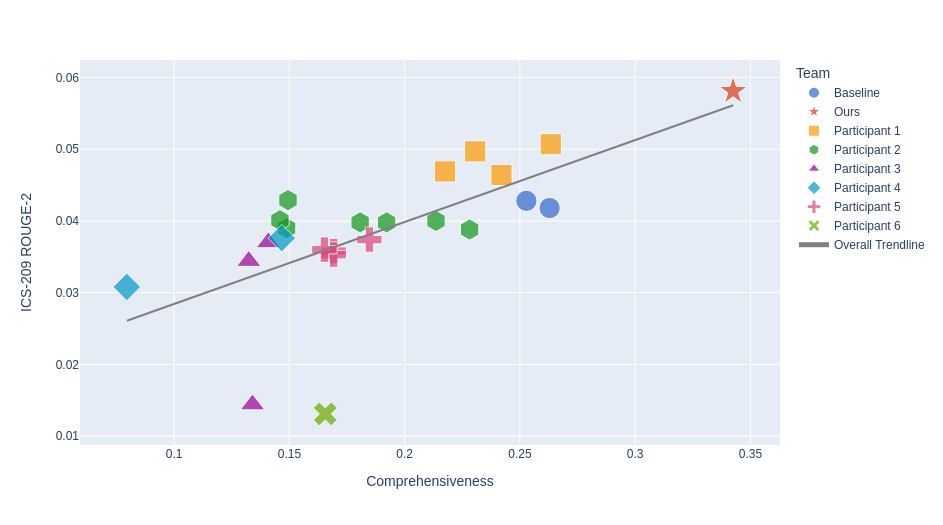 0.06
0.05
0.04
0.03
0.02
0.01
0.1
0.15
0.2
0.25
0.3
0.35
Comprehensiveness
ICS-209 ROUGE-2
Team
Baseline
Ours
Participant 1
Participant 2
Participant 3
Participant 4
Participant 5
Participant 6
Overall Trendline